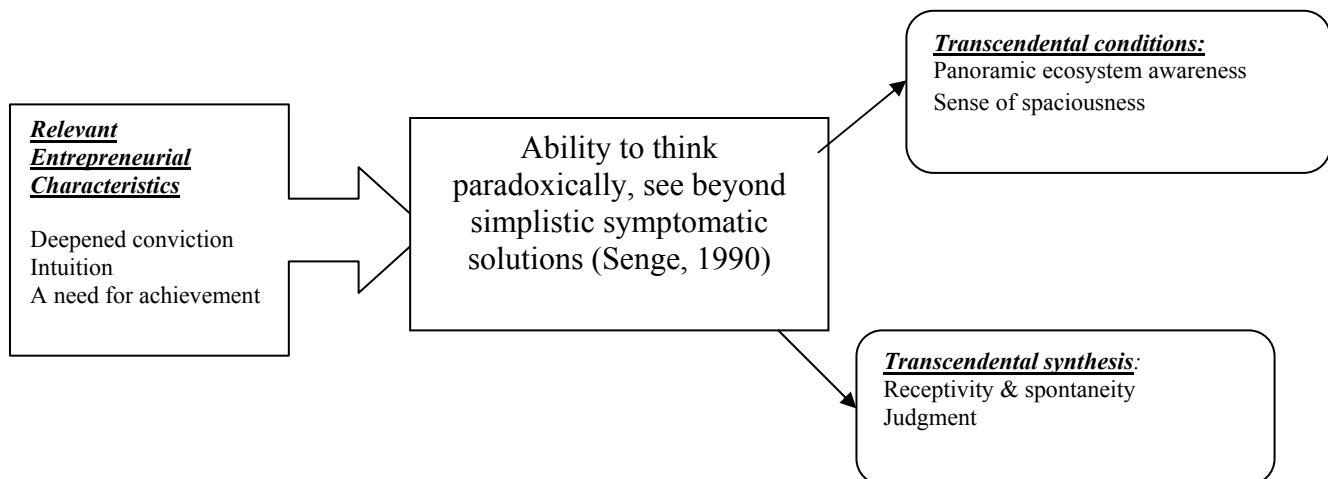 Relevant
Entrepreneurial
Characteristics
Deepened conviction
Intuition
A need for achievement
Ability to think
paradoxically, see beyond
simplistic symptomatic
solutions (Senge, 1990)
Transcendental conditions:
Panoramic ecosystem awareness
Sense of spaciousness
Transcendental synthesis:
Receptivity & spontaneity
Judgment